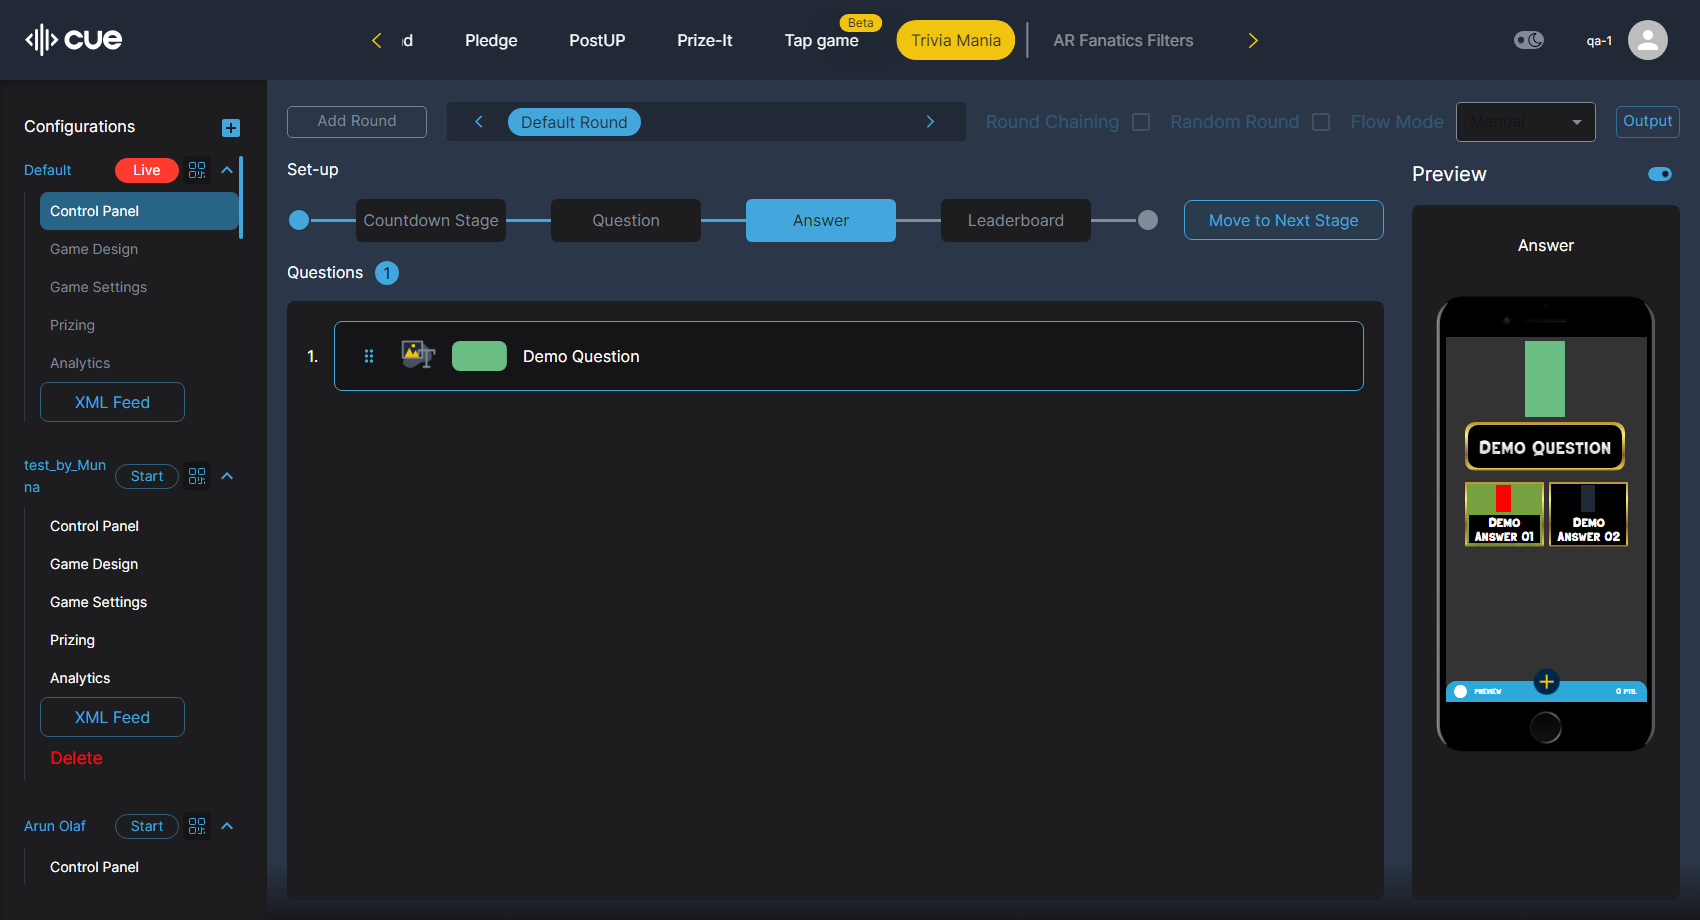 cue
d
Pledge
PostUP
Prize-It
Tap game
Beta
Trivia Mania
AR Fanatics Filters
qa-1
Configurations
Default
Live
Control Panel
Game Design
Game Settings
Prizing
Analytics
XML Feed
test_by_Mun
na
Start
Control Panel
Game Design
Game Settings
Prizing
Analytics
XML Feed
Delete
Arun Olaf
Start
Control Panel
Add Round
Default Round
Round Chaining
Random Round
Flow Mode
Manual
Output
Set-up
Countdown Stage
Question
Answer
Leaderboard
Move to Next Stage
Questions 1
1.
Demo Question
Preview
Answer
Demo Question
Demo
Answer 01
Demo
Answer 02
PREVIEW
0 PTS.